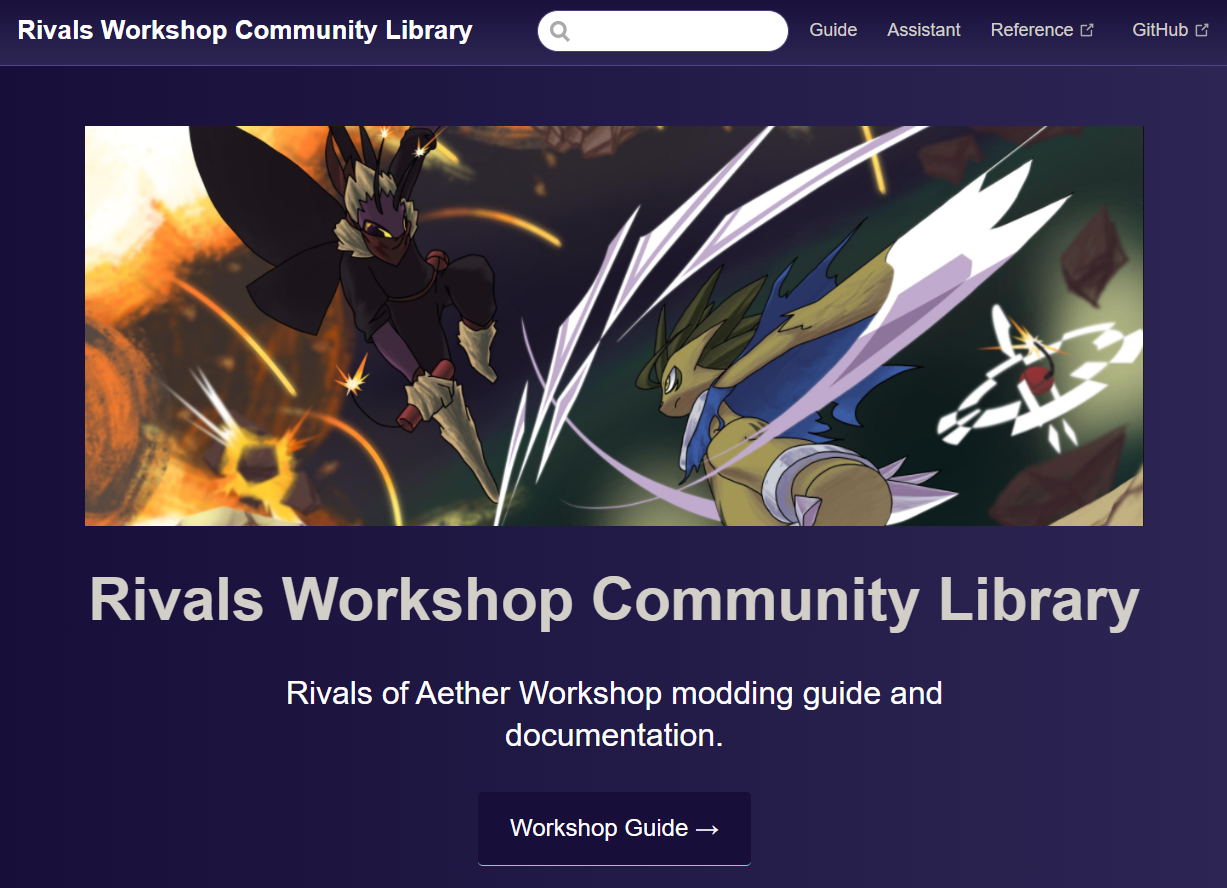 Rivals Workshop Community Library
Guide
Assistant
Reference
GitHub
Rivals Workshop Community Library
Rivals of Aether Workshop modding guide and
documentation.
Workshop Guide →